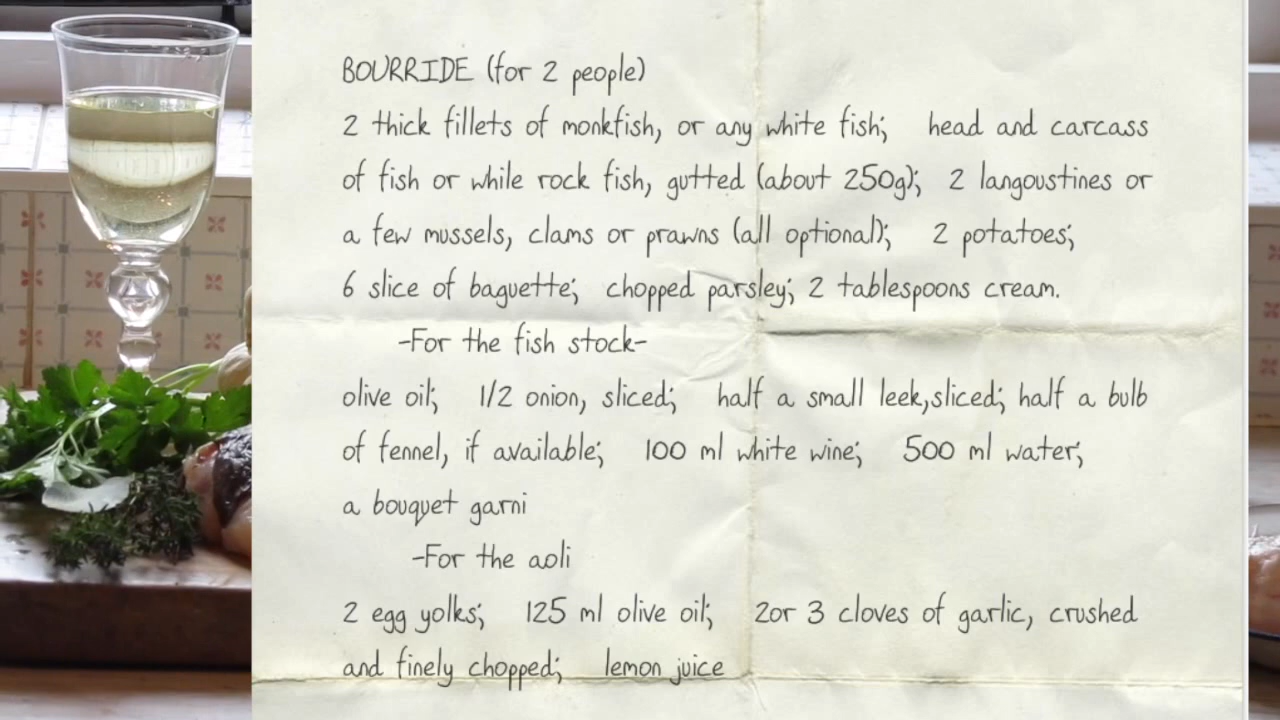 BOURRIDE (for 2 people)
2 thick fillets of monkfish, or any white fish; head and carcass
of fish or while rock fish, gutted (about 250g); 2 langoustines or
a few mussels, clams or prawns (all optional); 2 potatoes;
6 slice of baguette; chopped parsley; 2 tablespoons cream.
-For the fish stock-
olive oil; 1/2 onion, sliced; half a small leek,sliced; half a bulb
of fennel, if available; 100 ml white wine; 500 ml water;
a bouquet garni
-For the aoli
2 egg yolks; 125 ml olive oil; 2or 3 cloves of garlic, crushed
and finely chopped; lemon juice